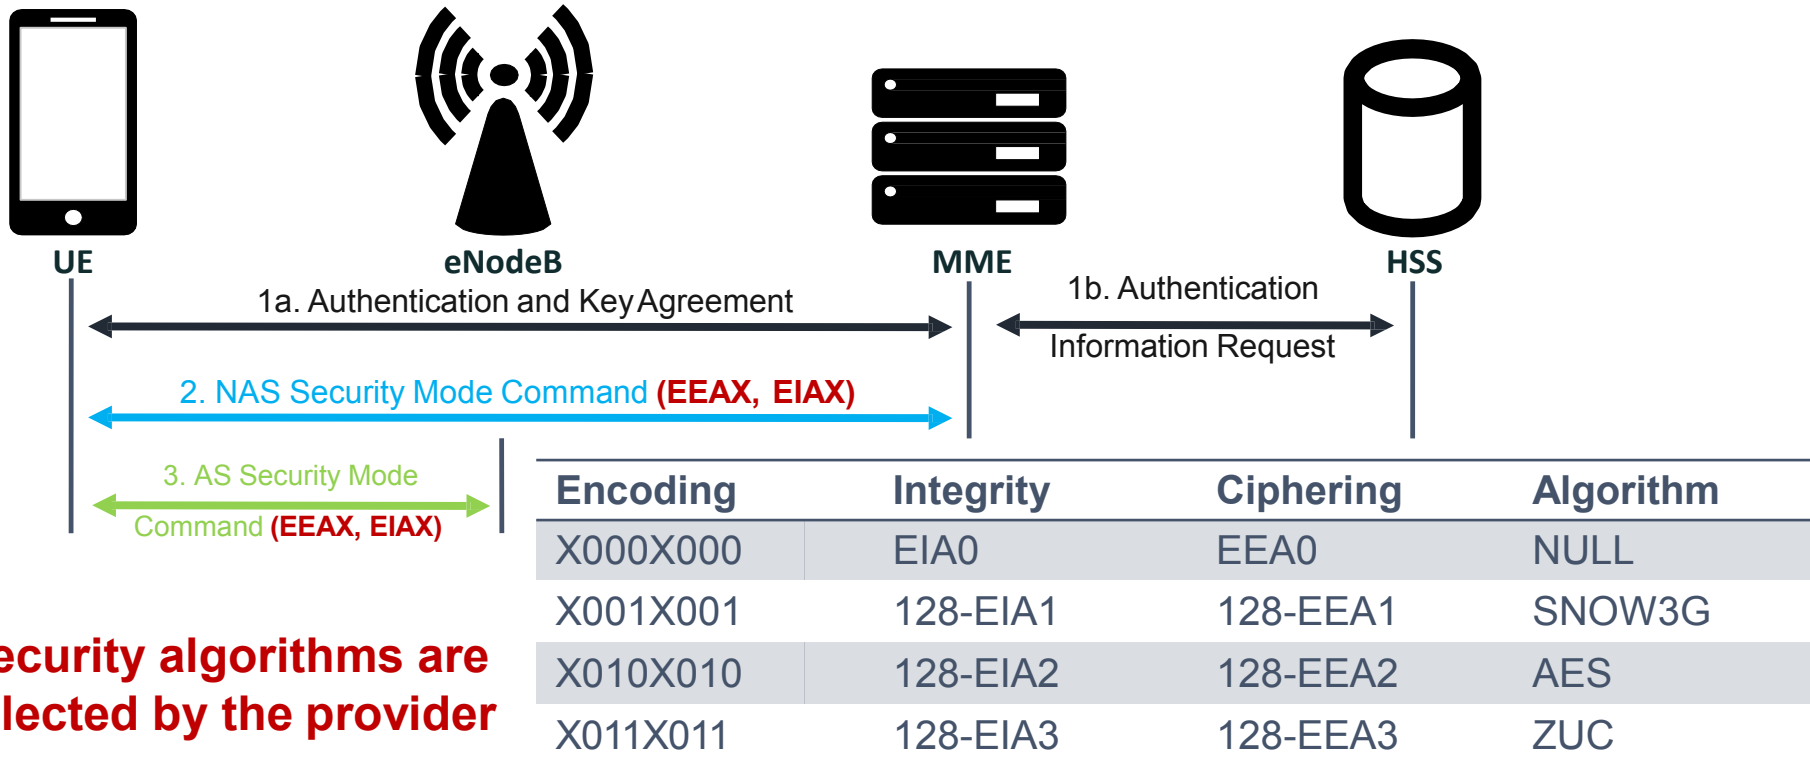 UE
eNodeB
MME
HSS
1a. Authentication and Key Agreement
1b. Authentication
Information Request
2. NAS Security Mode Command (EEAX, EIAX)
3. AS Security Mode
Command (EEAX, EIAX)
Encoding Integrity Ciphering Algorithm
X000X000 EIA0 EEA0 NULL
X001X001 128-EIA1 128-EEA1 SNOW3G
X010X010 128-EIA2 128-EEA2 AES
X011X011 128-EIA3 128-EEA3 ZUC
ecurity algorithms are
lected by the provider